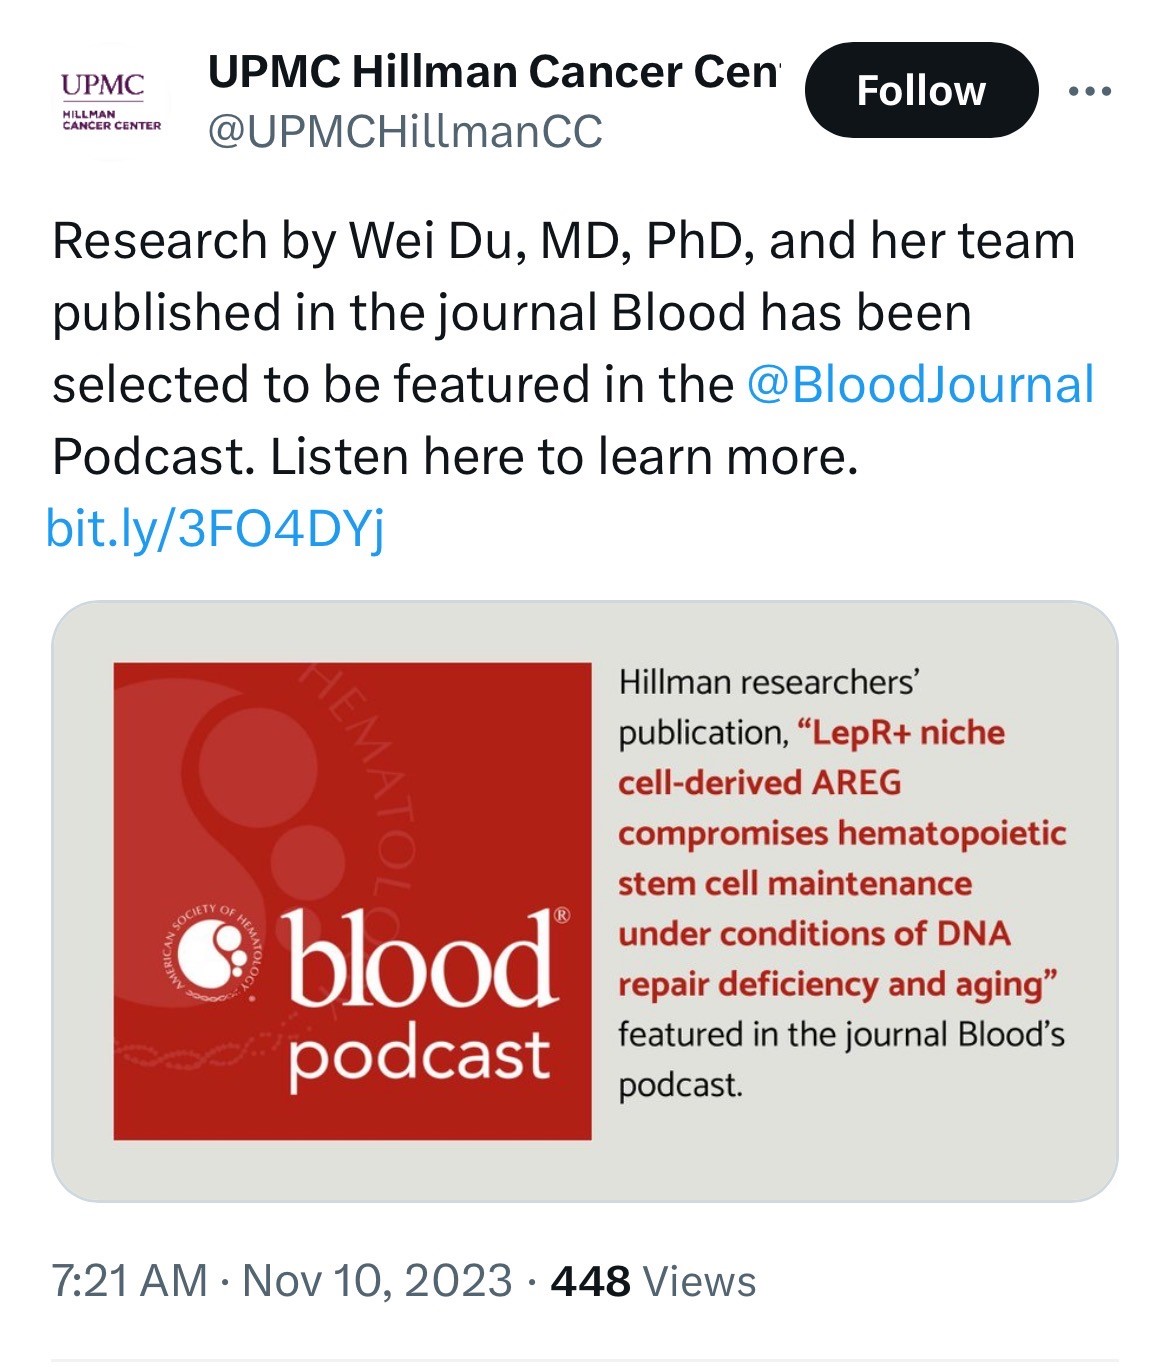 UPMC
HILLMAN
CANCER CENTER
UPMC Hillman Cancer Cen
@UPMCHillmanCC
Follow
Research by Wei Du, MD, PhD, and her team
published in the journal Blood has been
selected to be featured in the @BloodJournal
Podcast. Listen here to learn more.
bit.ly/3FO4DYj
HEMATOLO
AMERICAN SOCIETY OF HEMATOLOGY
blood®
podcast
Hillman researchers’
publication, “LepR+ niche
cell-derived AREG
compromises hematopoietic
stem cell maintenance
under conditions of DNA
repair deficiency and aging”
featured in the journal Blood’s
podcast.
7:21 AM · Nov 10, 2023 · 448 Views